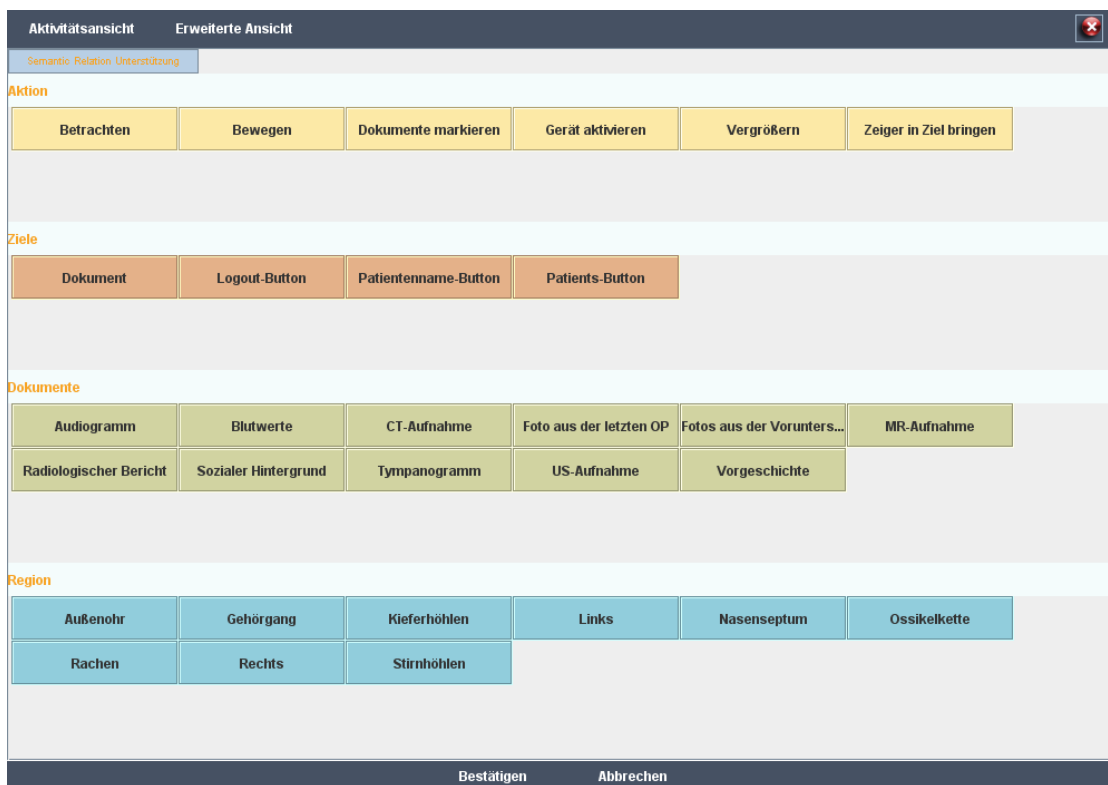 Aktivitätsansicht Erweiterte Ansicht
Semantic Relation Unterstützung
Aktion
Betrachten Bewegen Dokumente markieren Gerät aktivieren Vergrößern Zeiger in Ziel bringen
Ziele
Dokument Logout-Button Patientenname-Button Patients-Button
Dokumente
Audiogramm Blutwerte CT-Aufnahme Foto aus der letzten OP Fotos aus der Vorunters... MR-Aufnahme
Radiologischer Bericht Sozialer Hintergrund Tympanogramm US-Aufnahme Vorgeschichte
Region
Außenohr Gehörgang Kieferhöhlen Links Nasenseptum Ossikelkette
Rachen Rechts Stirnhöhlen
Bestätigen Abbrechen